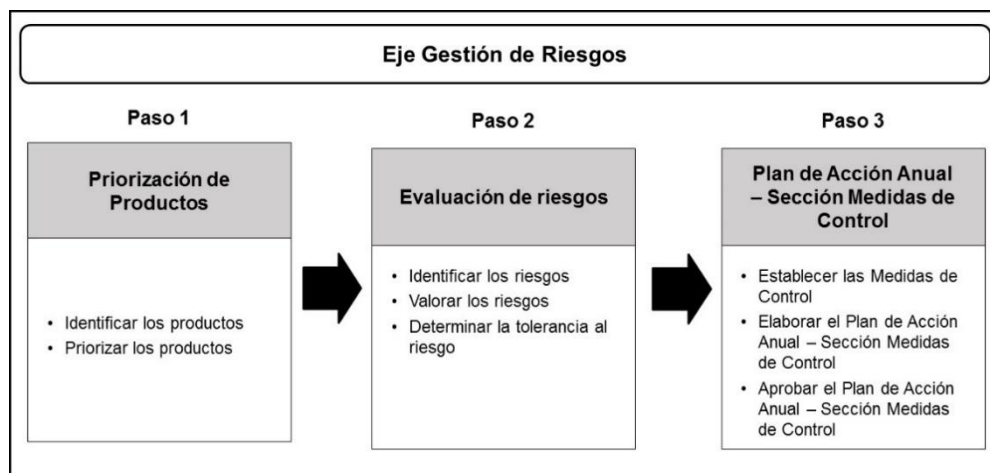 Eje Gestión de Riesgos
Paso 1
Priorización de
Productos
• Identificar los productos
• Priorizar los productos
Paso 2
Evaluación de riesgos
• Identificar los riesgos
• Valorar los riesgos
• Determinar la tolerancia al
riesgo
Paso 3
Plan de Acción Anual
– Sección Medidas de
Control
• Establecer las Medidas de
Control
• Elaborar el Plan de Acción
Anual – Sección Medidas
de Control
• Aprobar el Plan de Acción
Anual – Sección Medidas
de Control